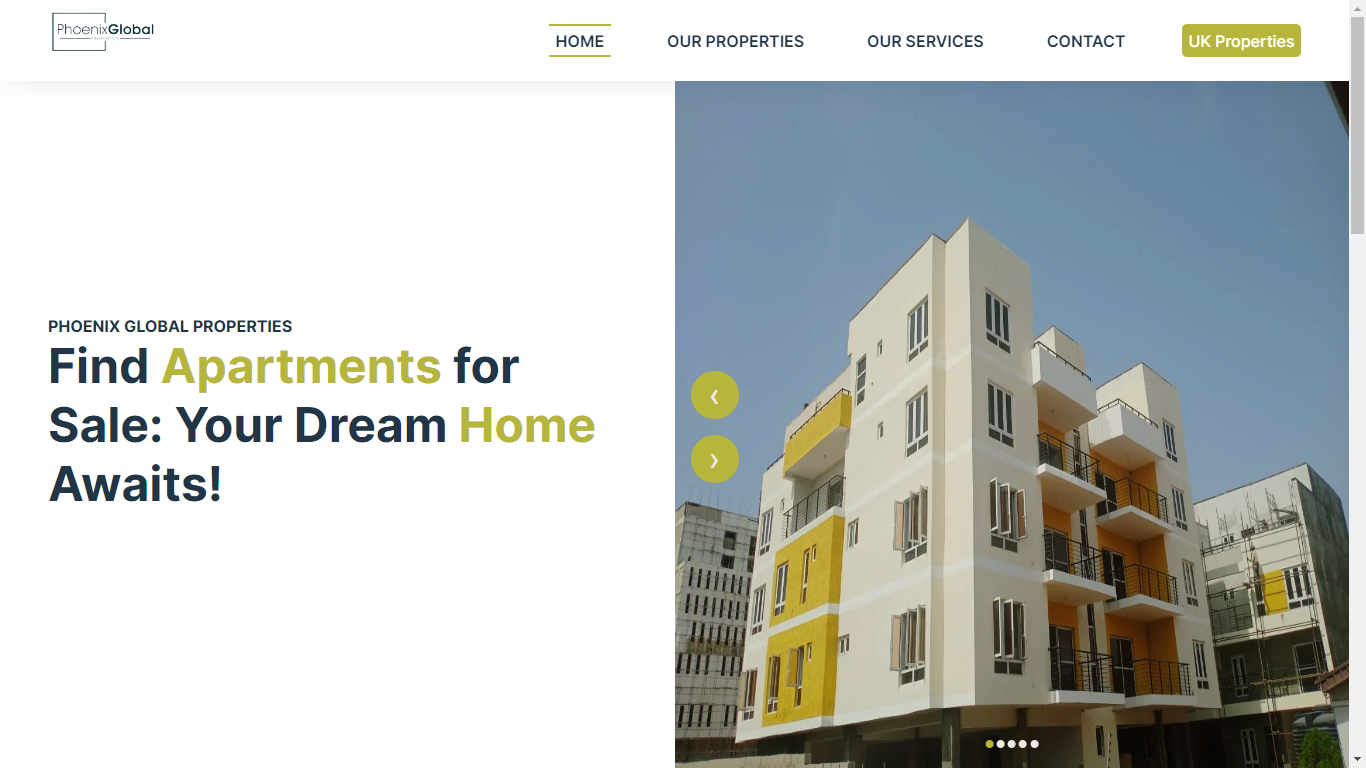 PhoenixGlobal
HOME
OUR PROPERTIES
OUR SERVICES
CONTACT
UK Properties
PHOENIX GLOBAL PROPERTIES
Find Apartments for
Sale: Your Dream Home
Awaits!